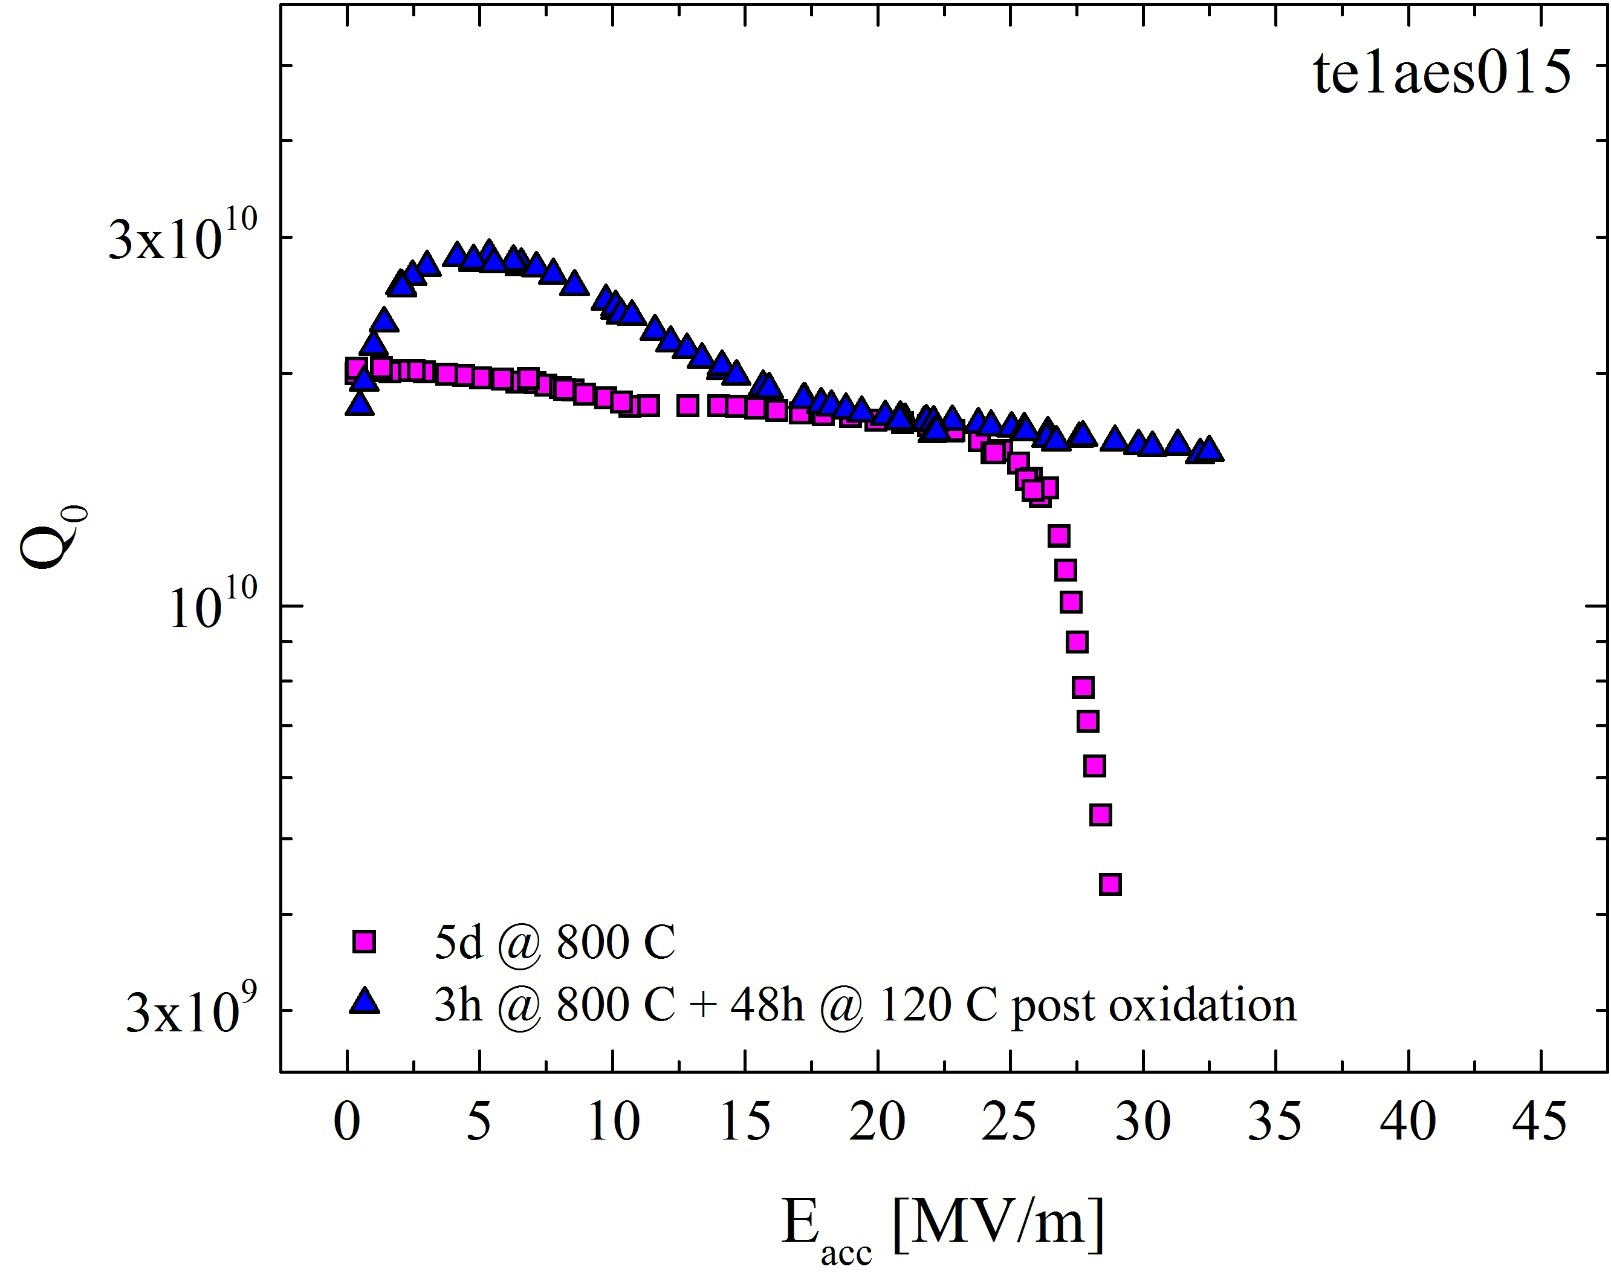 te1aes015
3x10^10
10^10
3x10^9
Q_0
5d @ 800 C
3h @ 800 C + 48h @ 120 C post oxidation
0 5 10 15 20 25 30 35 40 45
E_acc [MV/m]